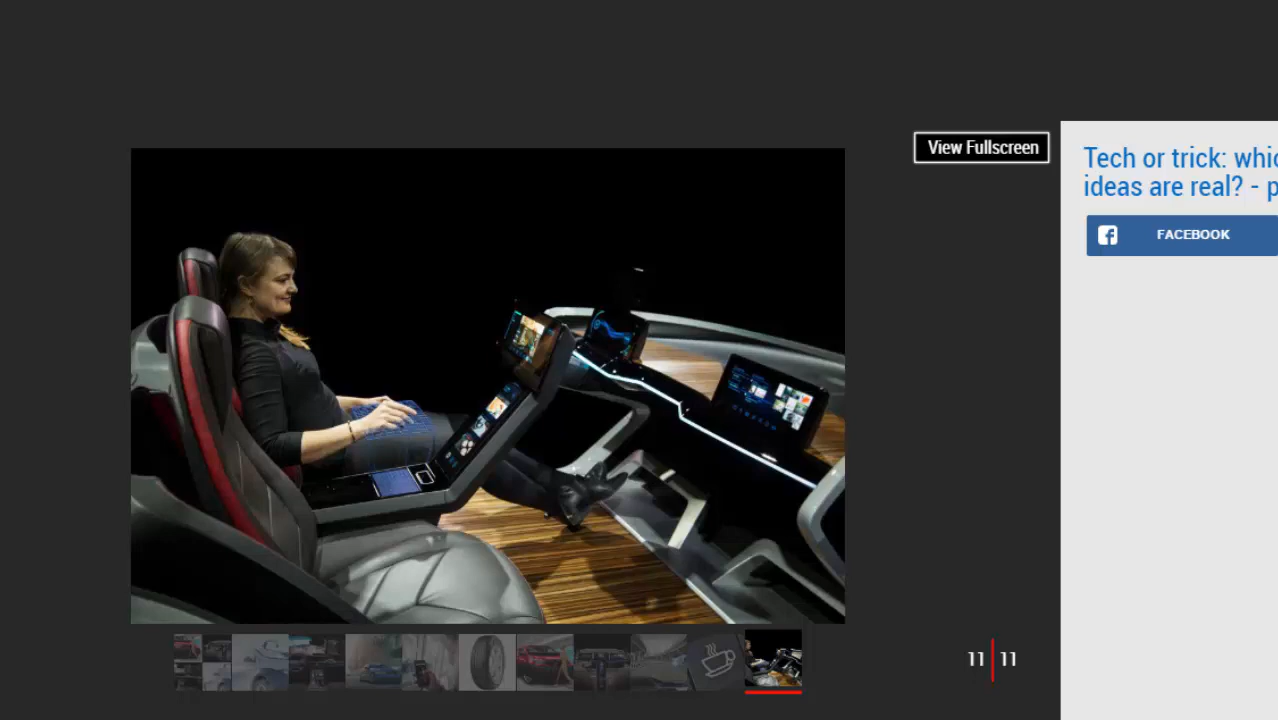 View Fullscreen
Tech or trick: whic
ideas are real? - p
FACEBOOK
11 11